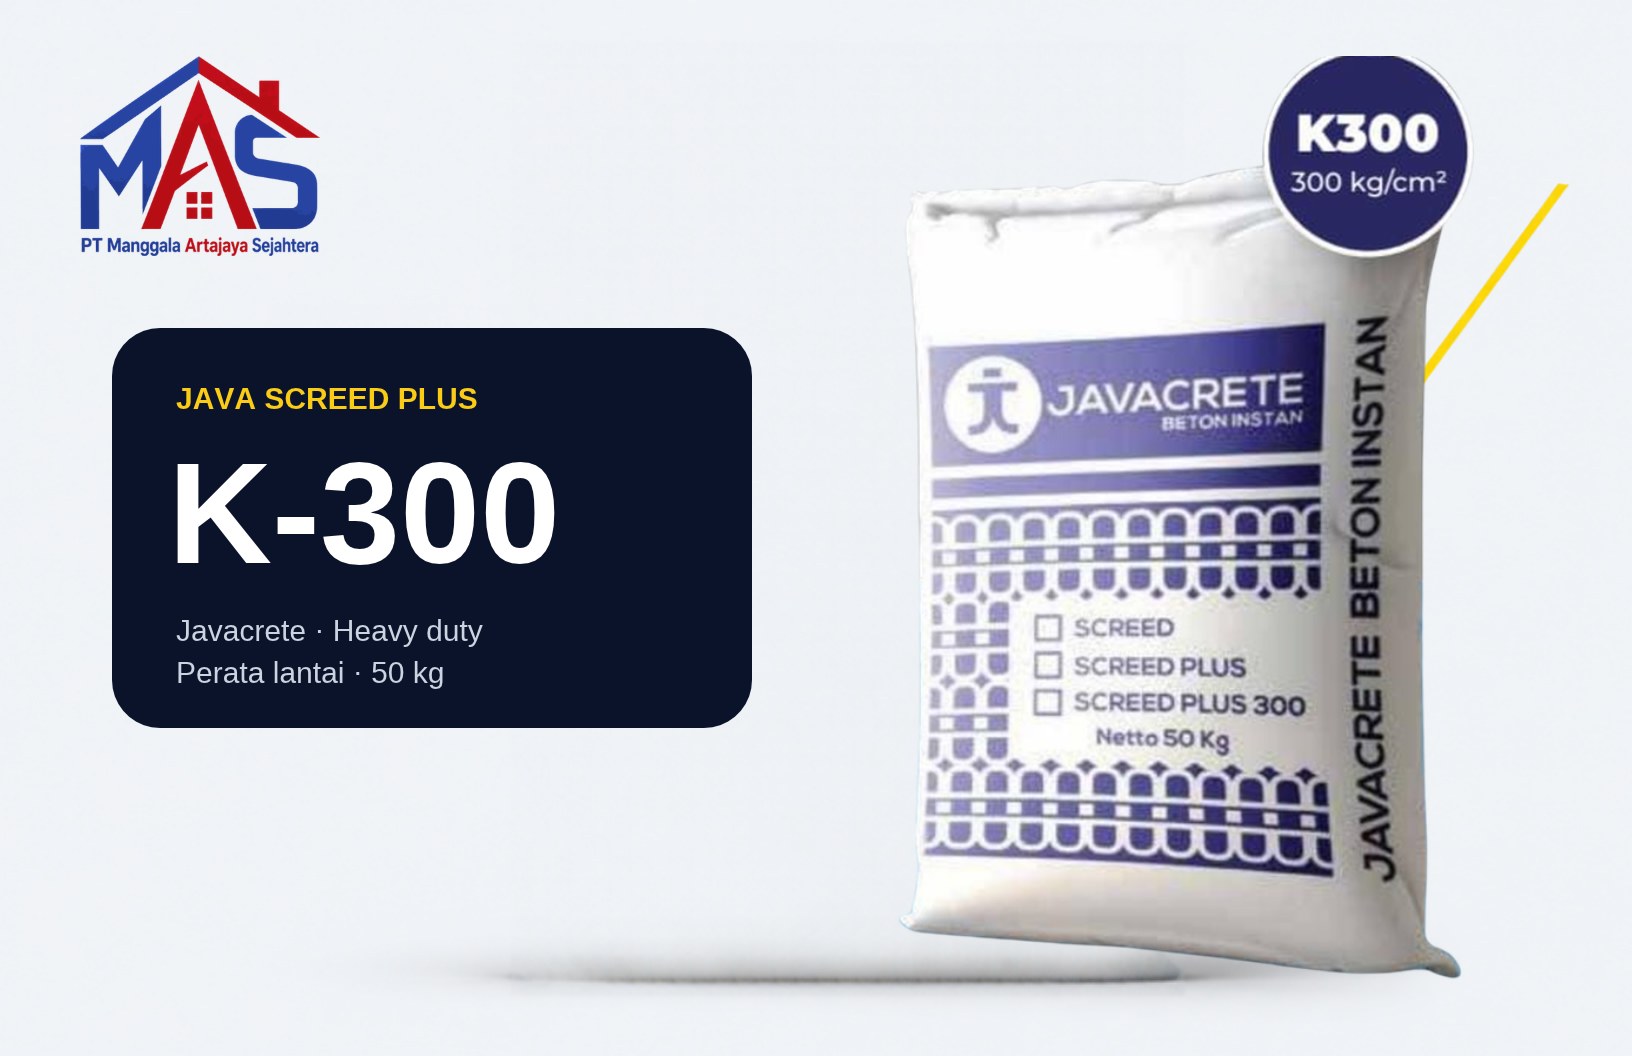 MAS
PT Manggala Artajaya Sejahtera
JAVA SCREED PLUS
K-300
Javacrete · Heavy duty
Perata lantai · 50 kg
K300
300 kg/cm²
JAVACRETE
BETON INSTAN
SCREED
SCREED PLUS
SCREED PLUS 300
Netto 50 Kg
JAVACRETE BETON INSTAN